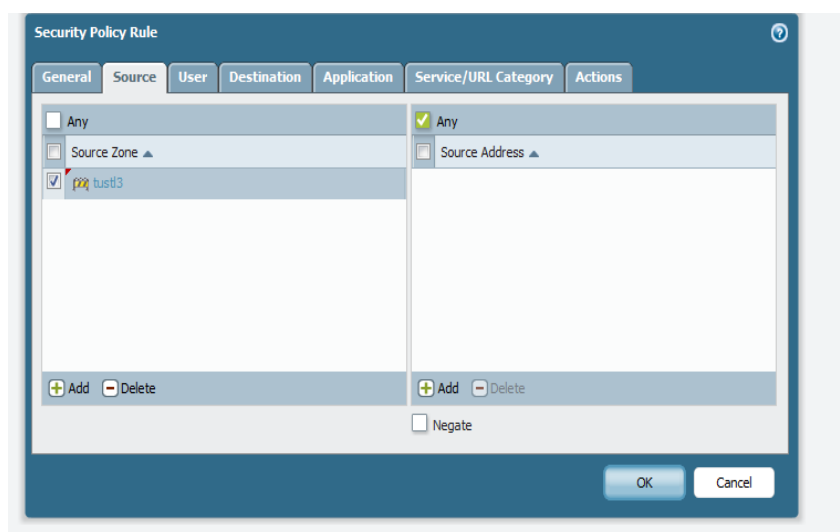 Security Policy Rule
General Source User Destination Application Service/URL Category Actions
Any
Source Zone
tustl3
Add Delete
Any
Source Address
Add Delete
Negate
OK Cancel